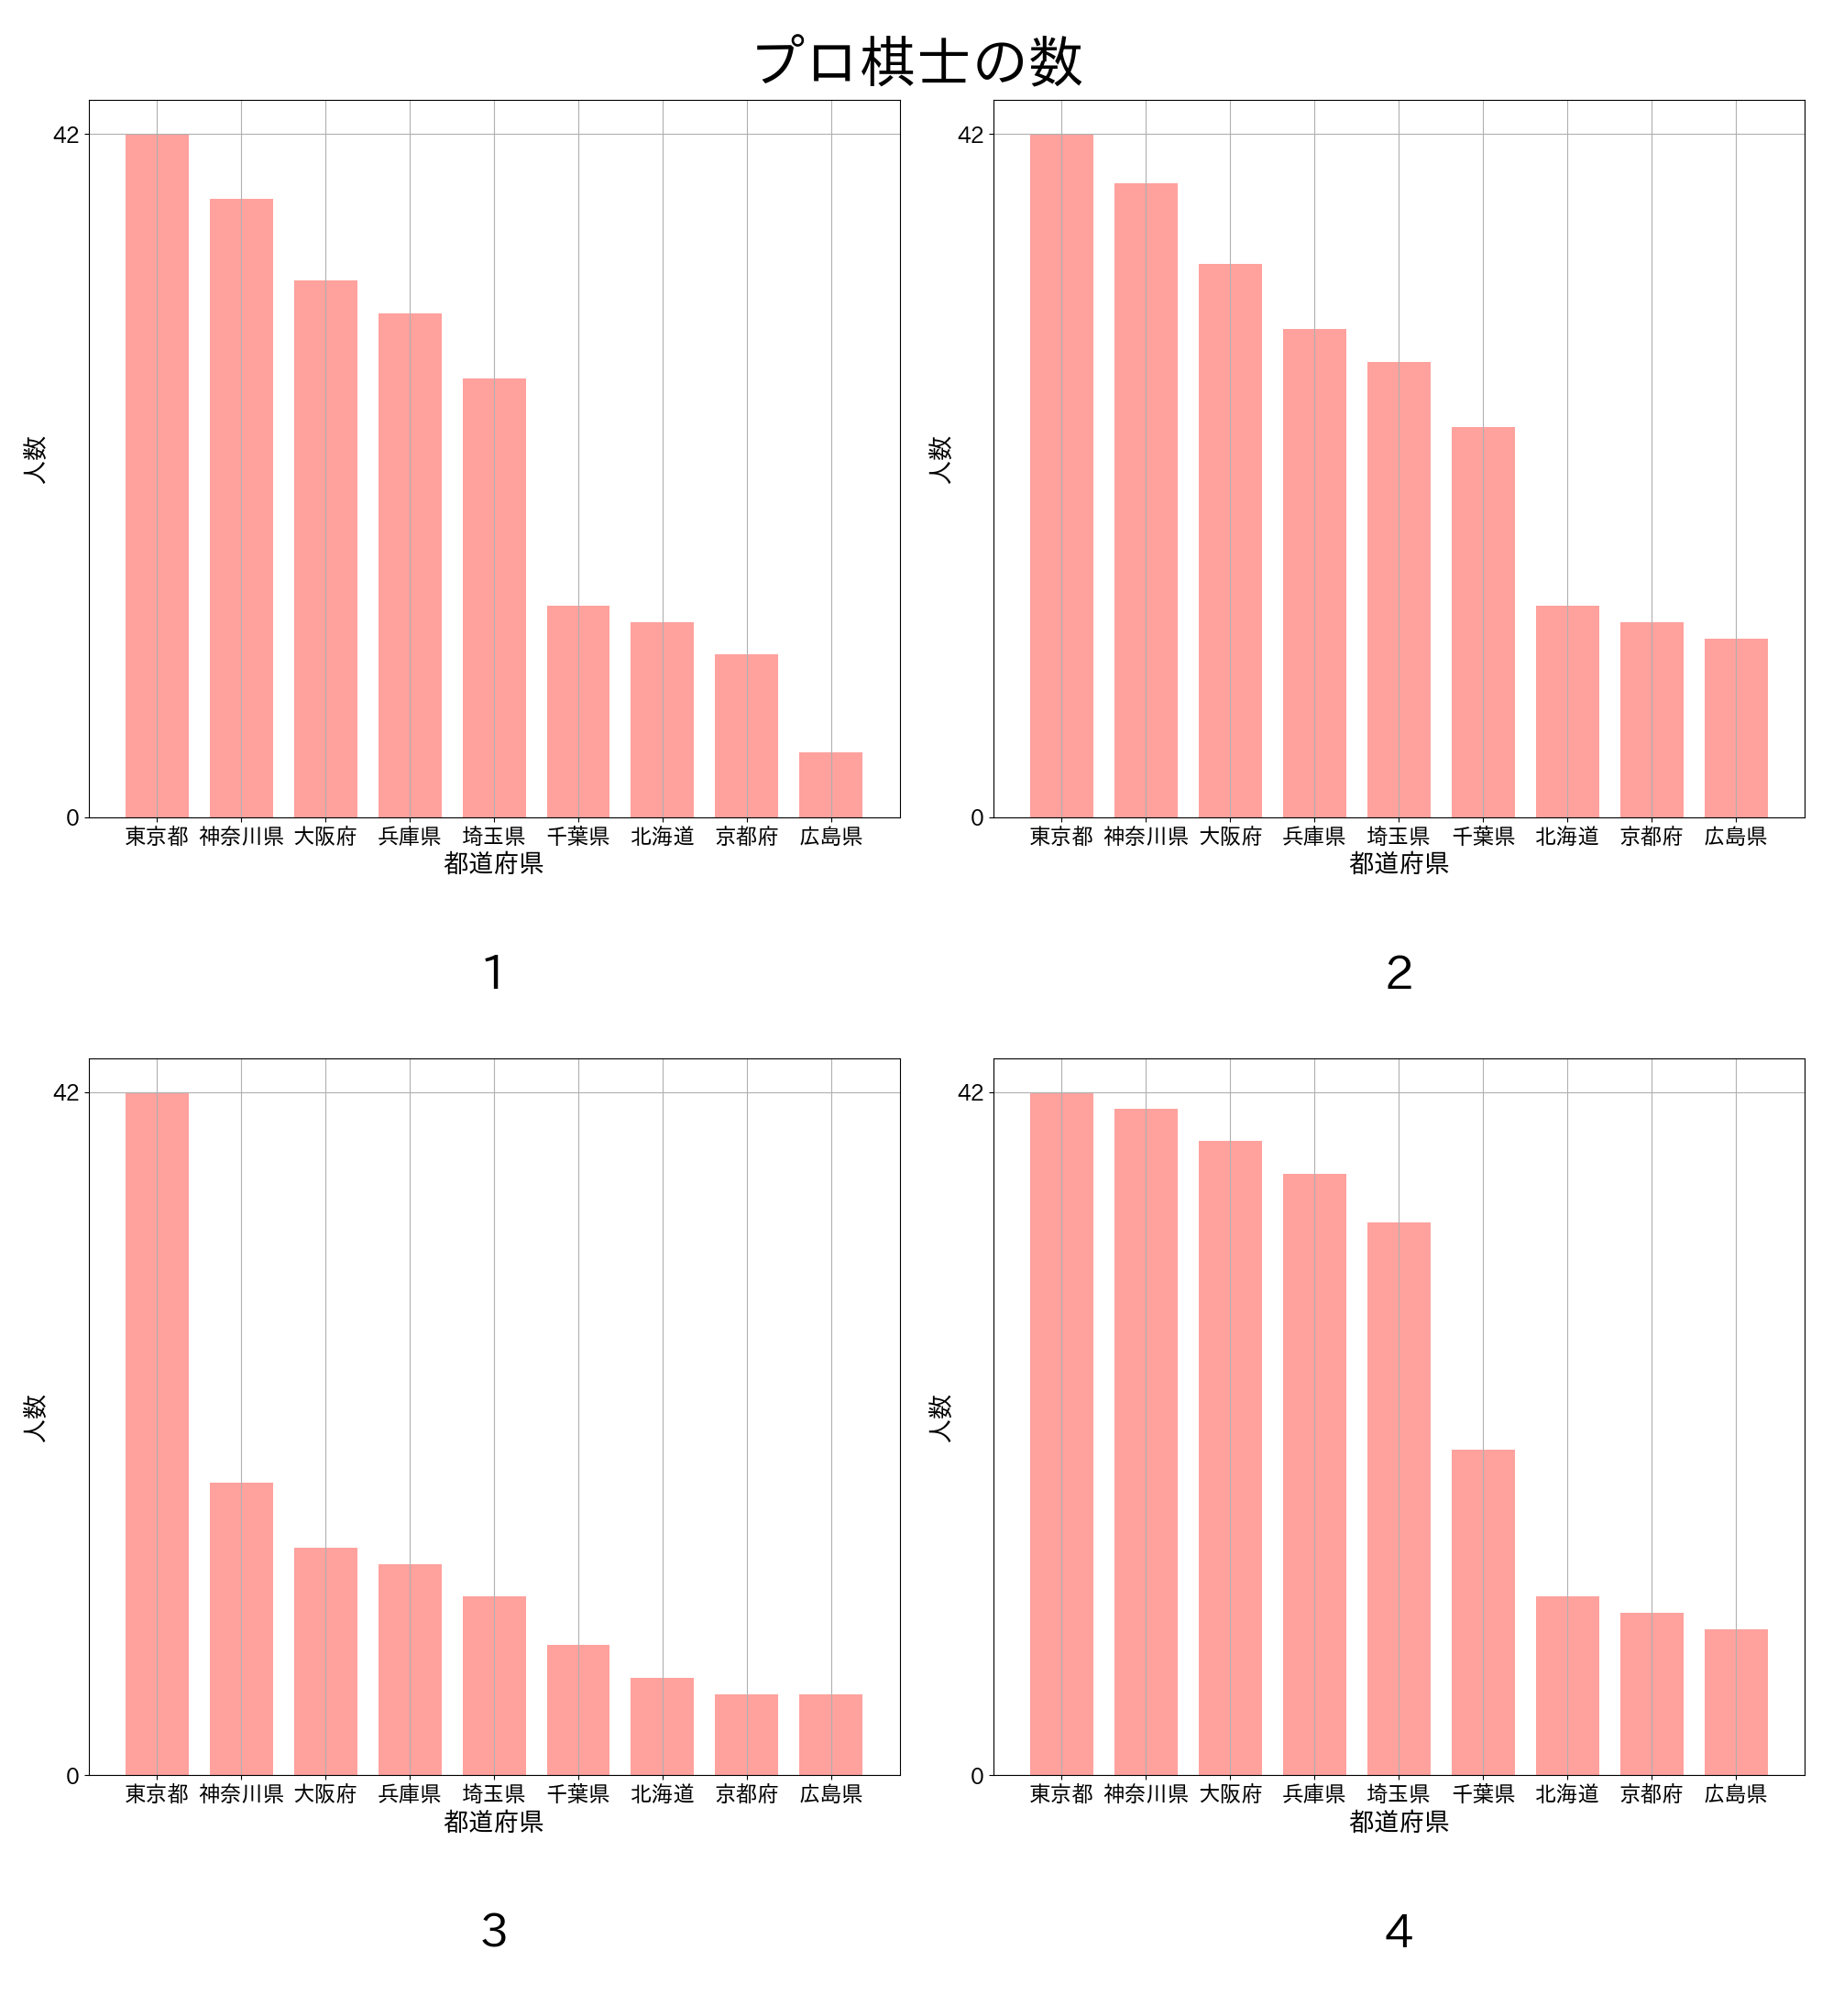 プロ棋士の数
42
0
人数
東京都 神奈川県 大阪府 兵庫県 埼玉県 千葉県 北海道 京都府 広島県
都道府県
1
42
0
人数
東京都 神奈川県 大阪府 兵庫県 埼玉県 千葉県 北海道 京都府 広島県
都道府県
2
42
0
人数
東京都 神奈川県 大阪府 兵庫県 埼玉県 千葉県 北海道 京都府 広島県
都道府県
3
42
0
人数
東京都 神奈川県 大阪府 兵庫県 埼玉県 千葉県 北海道 京都府 広島県
都道府県
4